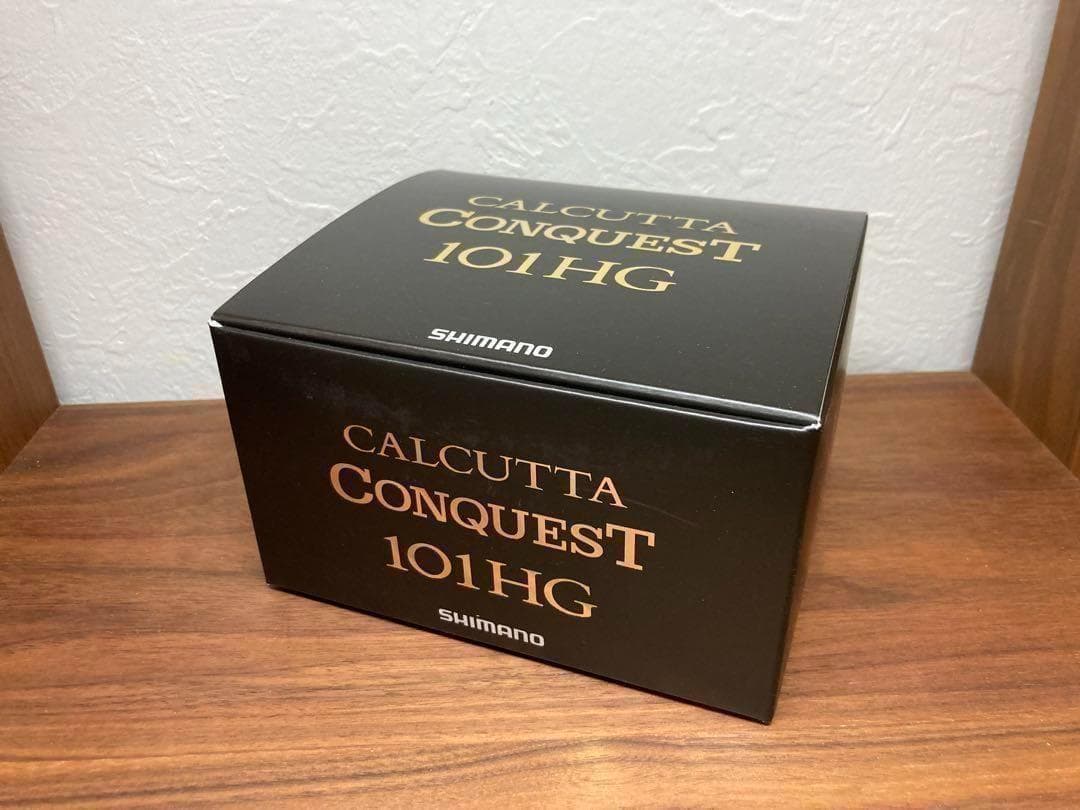 CALCUTTA
CONQUEST
101HG
SHIMANO
CALCUTTA
CONQUEST
101HG
SHIMANO